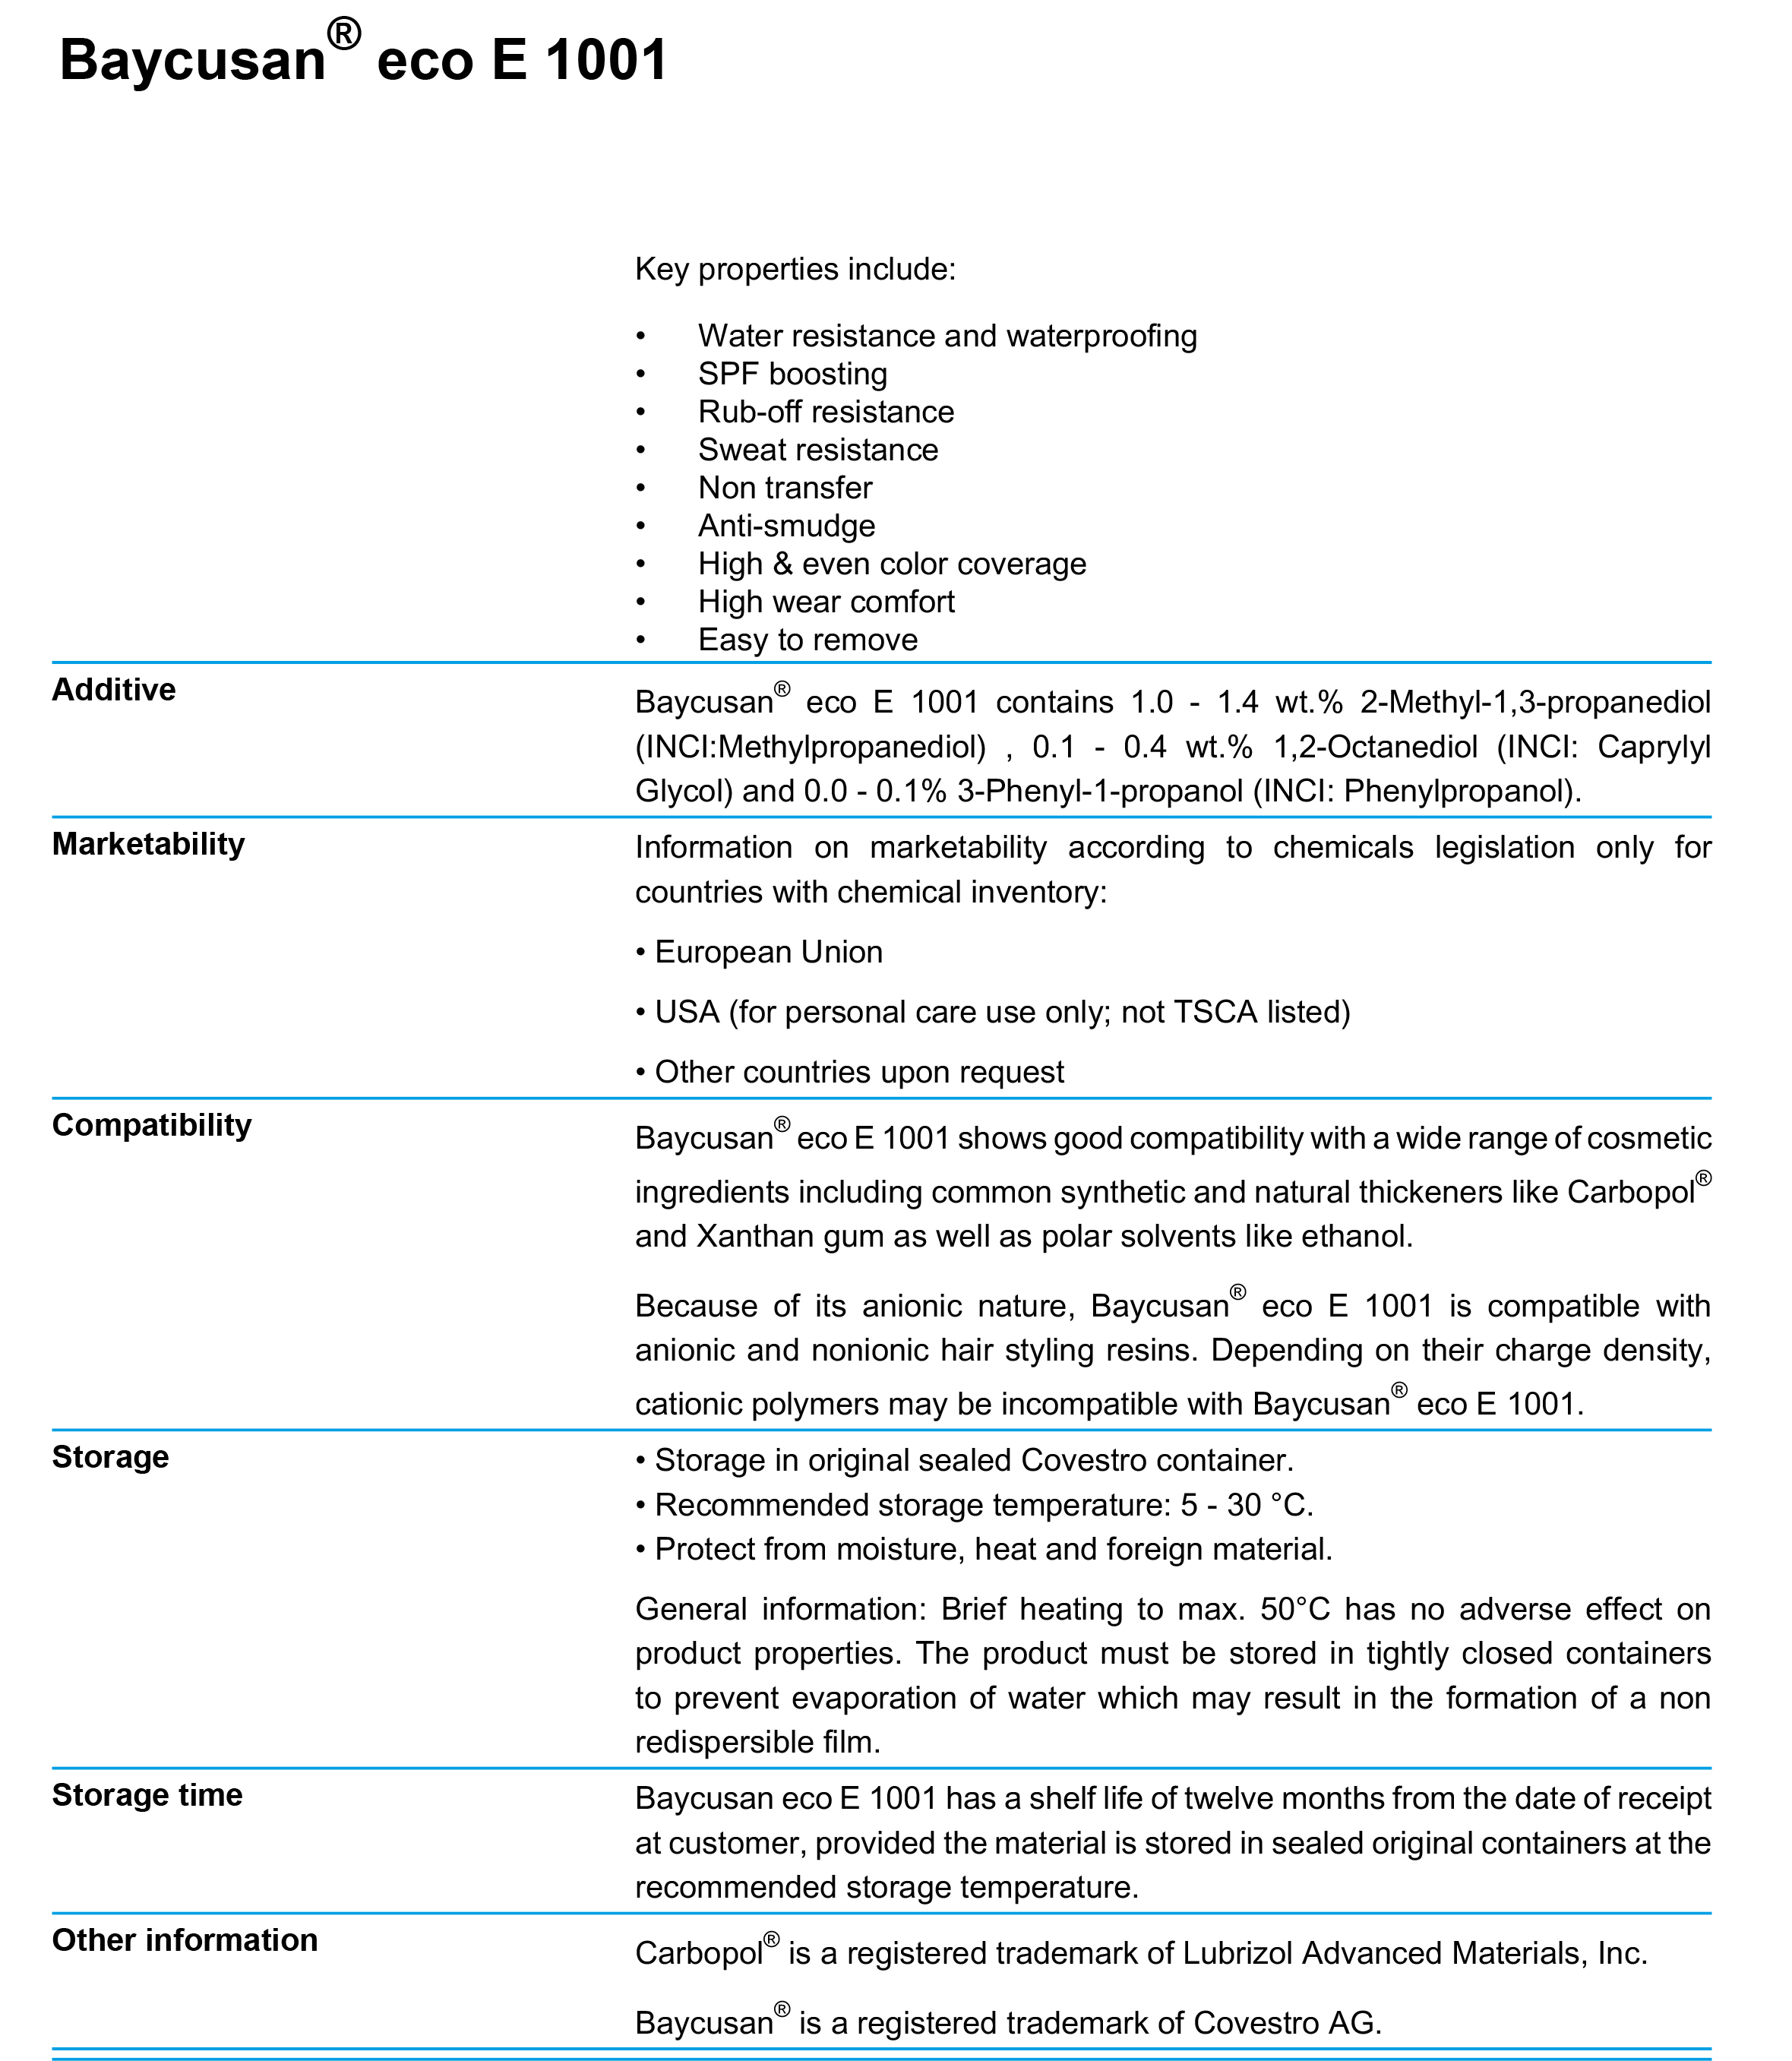 Baycusan® eco E 1001
Key properties include:
• Water resistance and waterproofing
• SPF boosting
• Rub-off resistance
• Sweat resistance
• Non transfer
• Anti-smudge
• High & even color coverage
• High wear comfort
• Easy to remove
Additive
Baycusan® eco E 1001 contains 1.0 - 1.4 wt.% 2-Methyl-1,3-propanediol
(INCI:Methylpropanediol) , 0.1 - 0.4 wt.% 1,2-Octanediol (INCI: Caprylyl
Glycol) and 0.0 - 0.1% 3-Phenyl-1-propanol (INCI: Phenylpropanol).
Marketability
Information on marketability according to chemicals legislation only for
countries with chemical inventory:
• European Union
• USA (for personal care use only; not TSCA listed)
• Other countries upon request
Compatibility
Baycusan® eco E 1001 shows good compatibility with a wide range of cosmetic
ingredients including common synthetic and natural thickeners like Carbopol®
and Xanthan gum as well as polar solvents like ethanol.
Because of its anionic nature, Baycusan® eco E 1001 is compatible with
anionic and nonionic hair styling resins. Depending on their charge density,
cationic polymers may be incompatible with Baycusan® eco E 1001.
Storage
• Storage in original sealed Covestro container.
• Recommended storage temperature: 5 - 30 °C.
• Protect from moisture, heat and foreign material.
General information: Brief heating to max. 50°C has no adverse effect on
product properties. The product must be stored in tightly closed containers
to prevent evaporation of water which may result in the formation of a non
redispersible film.
Storage time
Baycusan eco E 1001 has a shelf life of twelve months from the date of receipt
at customer, provided the material is stored in sealed original containers at the
recommended storage temperature.
Other information
Carbopol® is a registered trademark of Lubrizol Advanced Materials, Inc.
Baycusan® is a registered trademark of Covestro AG.